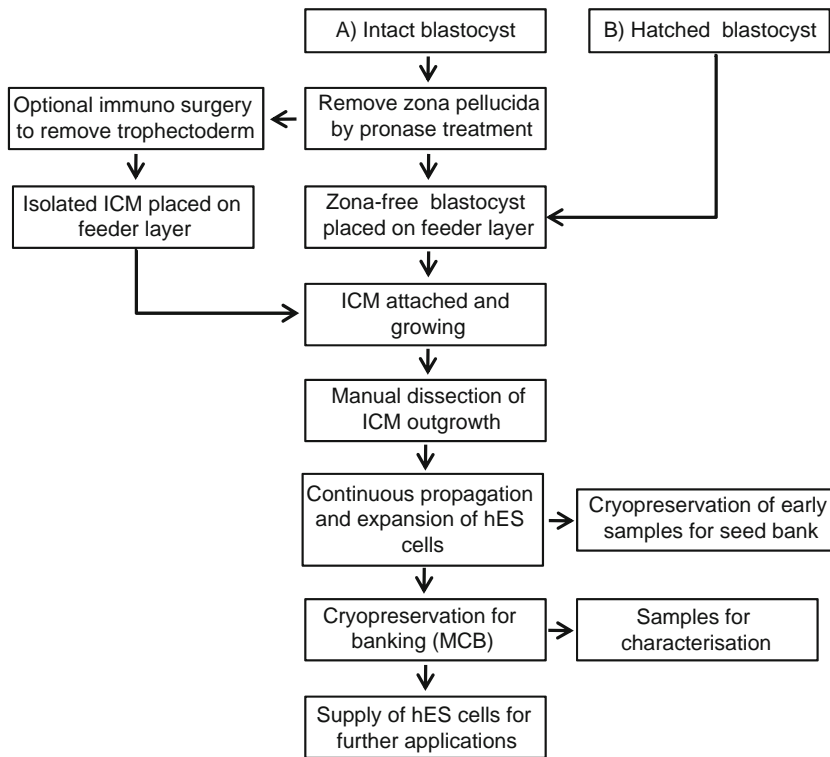 A) Intact blastocyst
B) Hatched blastocyst
Optional immuno surgery
to remove trophectoderm
Remove zona pellucida
by pronase treatment
Isolated ICM placed on
feeder layer
Zona-free blastocyst
placed on feeder layer
ICM attached and
growing
Manual dissection of
ICM outgrowth
Continuous propagation
and expansion of hES
cells
Cryopreservation of early
samples for seed bank
Cryopreservation for
banking (MCB)
Samples for
characterisation
Supply of hES cells for
further applications